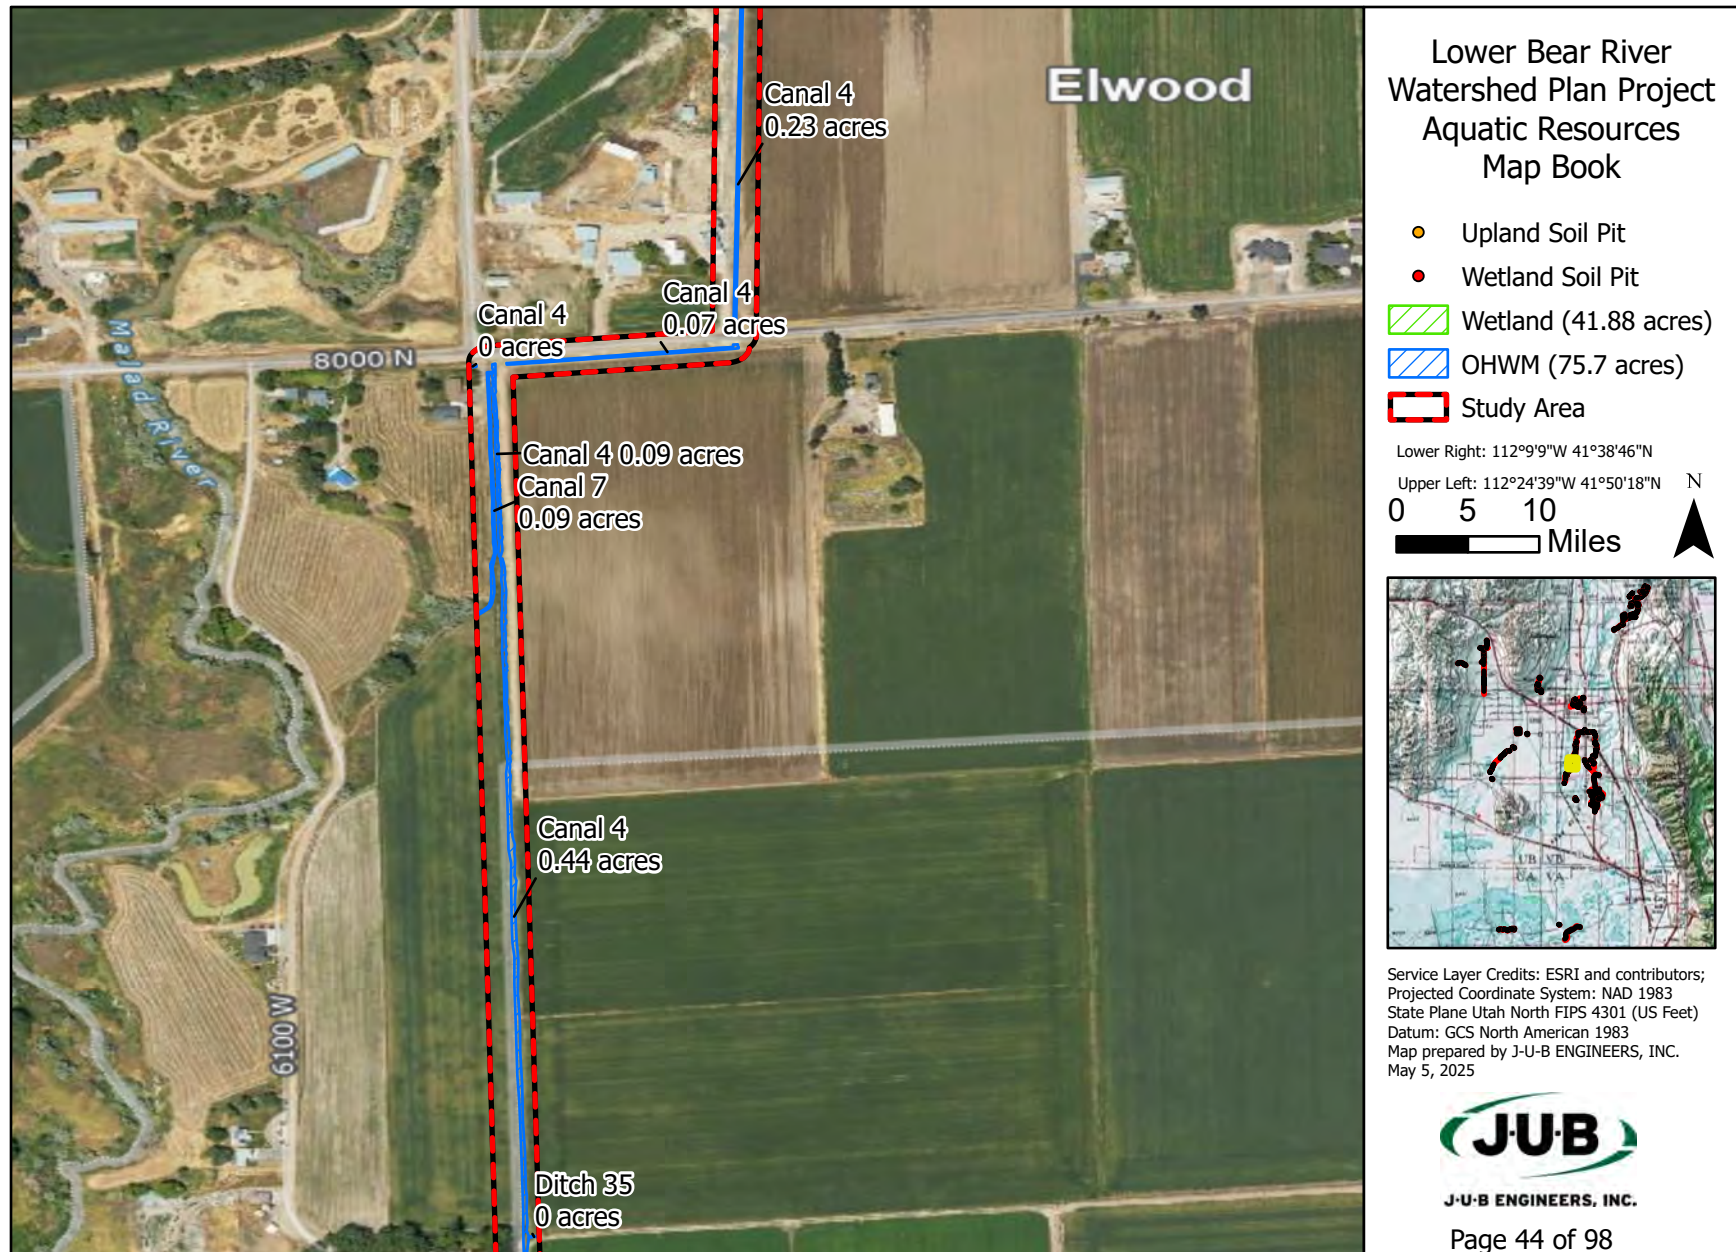 Elwood
Canal 4
0.23 acres
Canal 4
0.07 acres
Canal 4
0 acres
8000 N
Malad River
Canal 4 0.09 acres
Canal 7
0.09 acres
Canal 4
0.44 acres
6100 W
Ditch 35
0 acres
Lower Bear River
Watershed Plan Project
Aquatic Resources
Map Book
Upland Soil Pit
Wetland Soil Pit
Wetland (41.88 acres)
OHWM (75.7 acres)
Study Area
Lower Right: 112°9'9"W 41°38'46"N
Upper Left: 112°24'39"W 41°50'18"N
N
0 5 10
Miles
UB VB
UA VA
Service Layer Credits: ESRI and contributors;
Projected Coordinate System: NAD 1983
State Plane Utah North FIPS 4301 (US Feet)
Datum: GCS North American 1983
Map prepared by J-U-B ENGINEERS, INC.
May 5, 2025
J·U·B
J·U·B ENGINEERS, INC.
Page 44 of 98